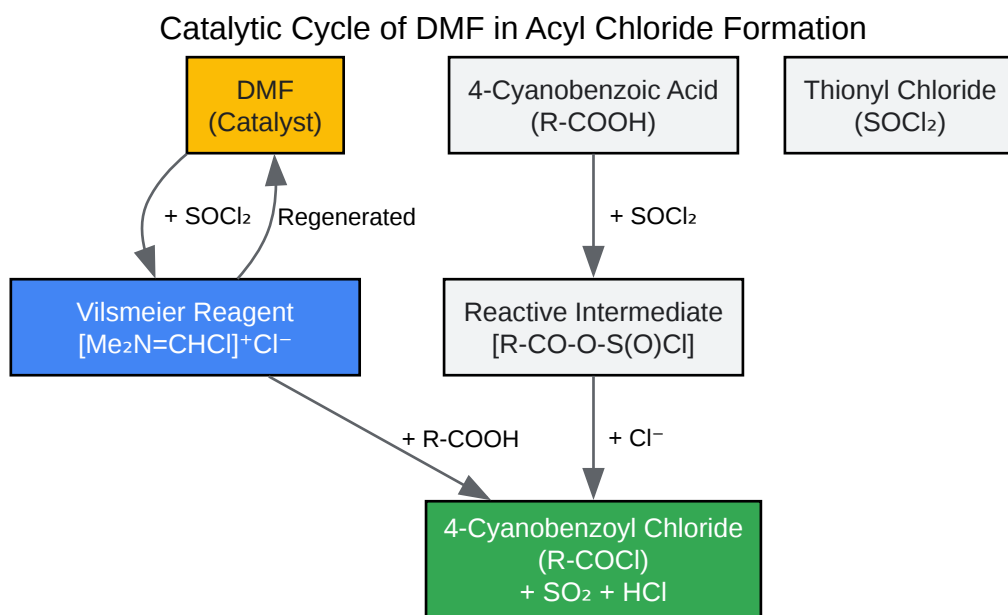 Catalytic Cycle of DMF in Acyl Chloride Formation
DMF
(Catalyst)
4-Cyanobenzoic Acid
(R-COOH)
Thionyl Chloride
(SOCl₂)
+ SOCl₂
Regenerated
+ SOCl₂
Vilsmeier Reagent
[Me₂N=CHCl]⁺Cl⁻
Reactive Intermediate
[R-CO-O-S(O)Cl]
+ R-COOH
+ Cl⁻
4-Cyanobenzoyl Chloride
(R-COCl)
+ SO₂ + HCl